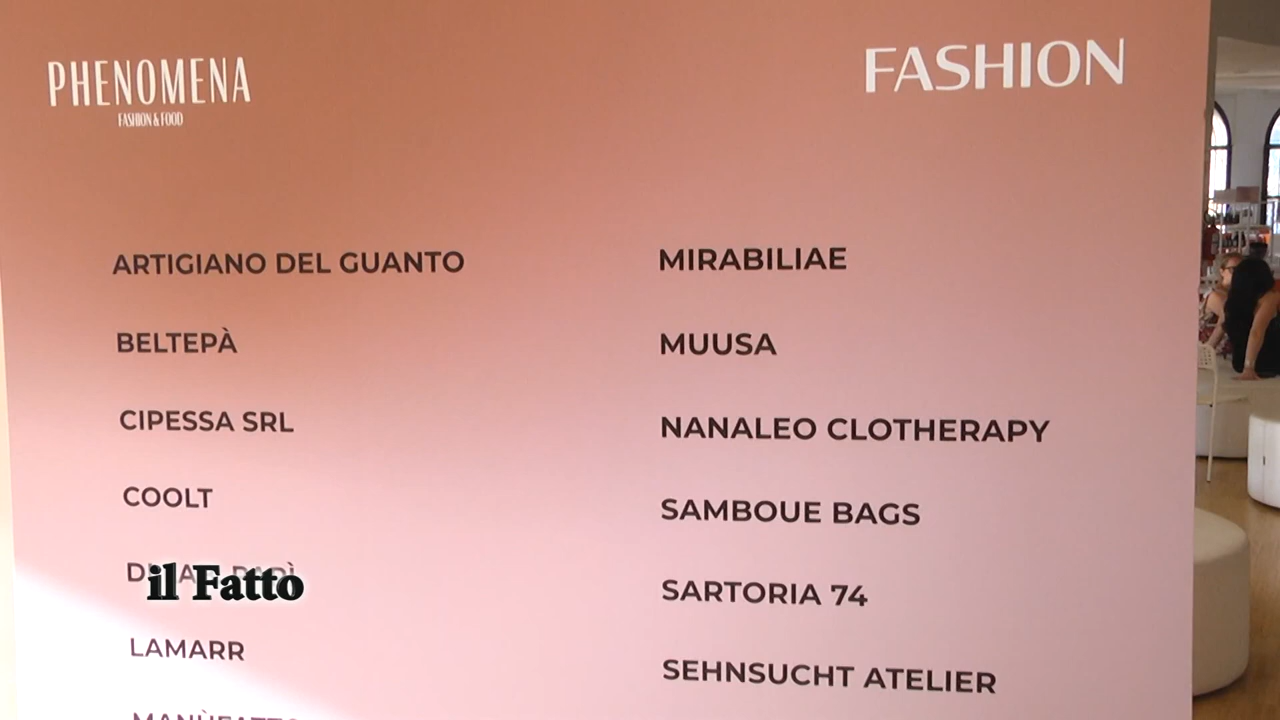 PHENOMENA
FASHION & FOOD
FASHION
ARTIGIANO DEL GUANTO
BELTEPÀ
CIPESSA SRL
COOLT
il Fatto
LAMARR
MIRABILIAE
MUUSA
NANALEO CLOTHERAPY
SAMBOUE BAGS
SARTORIA 74
SEHNSUCHT ATELIER